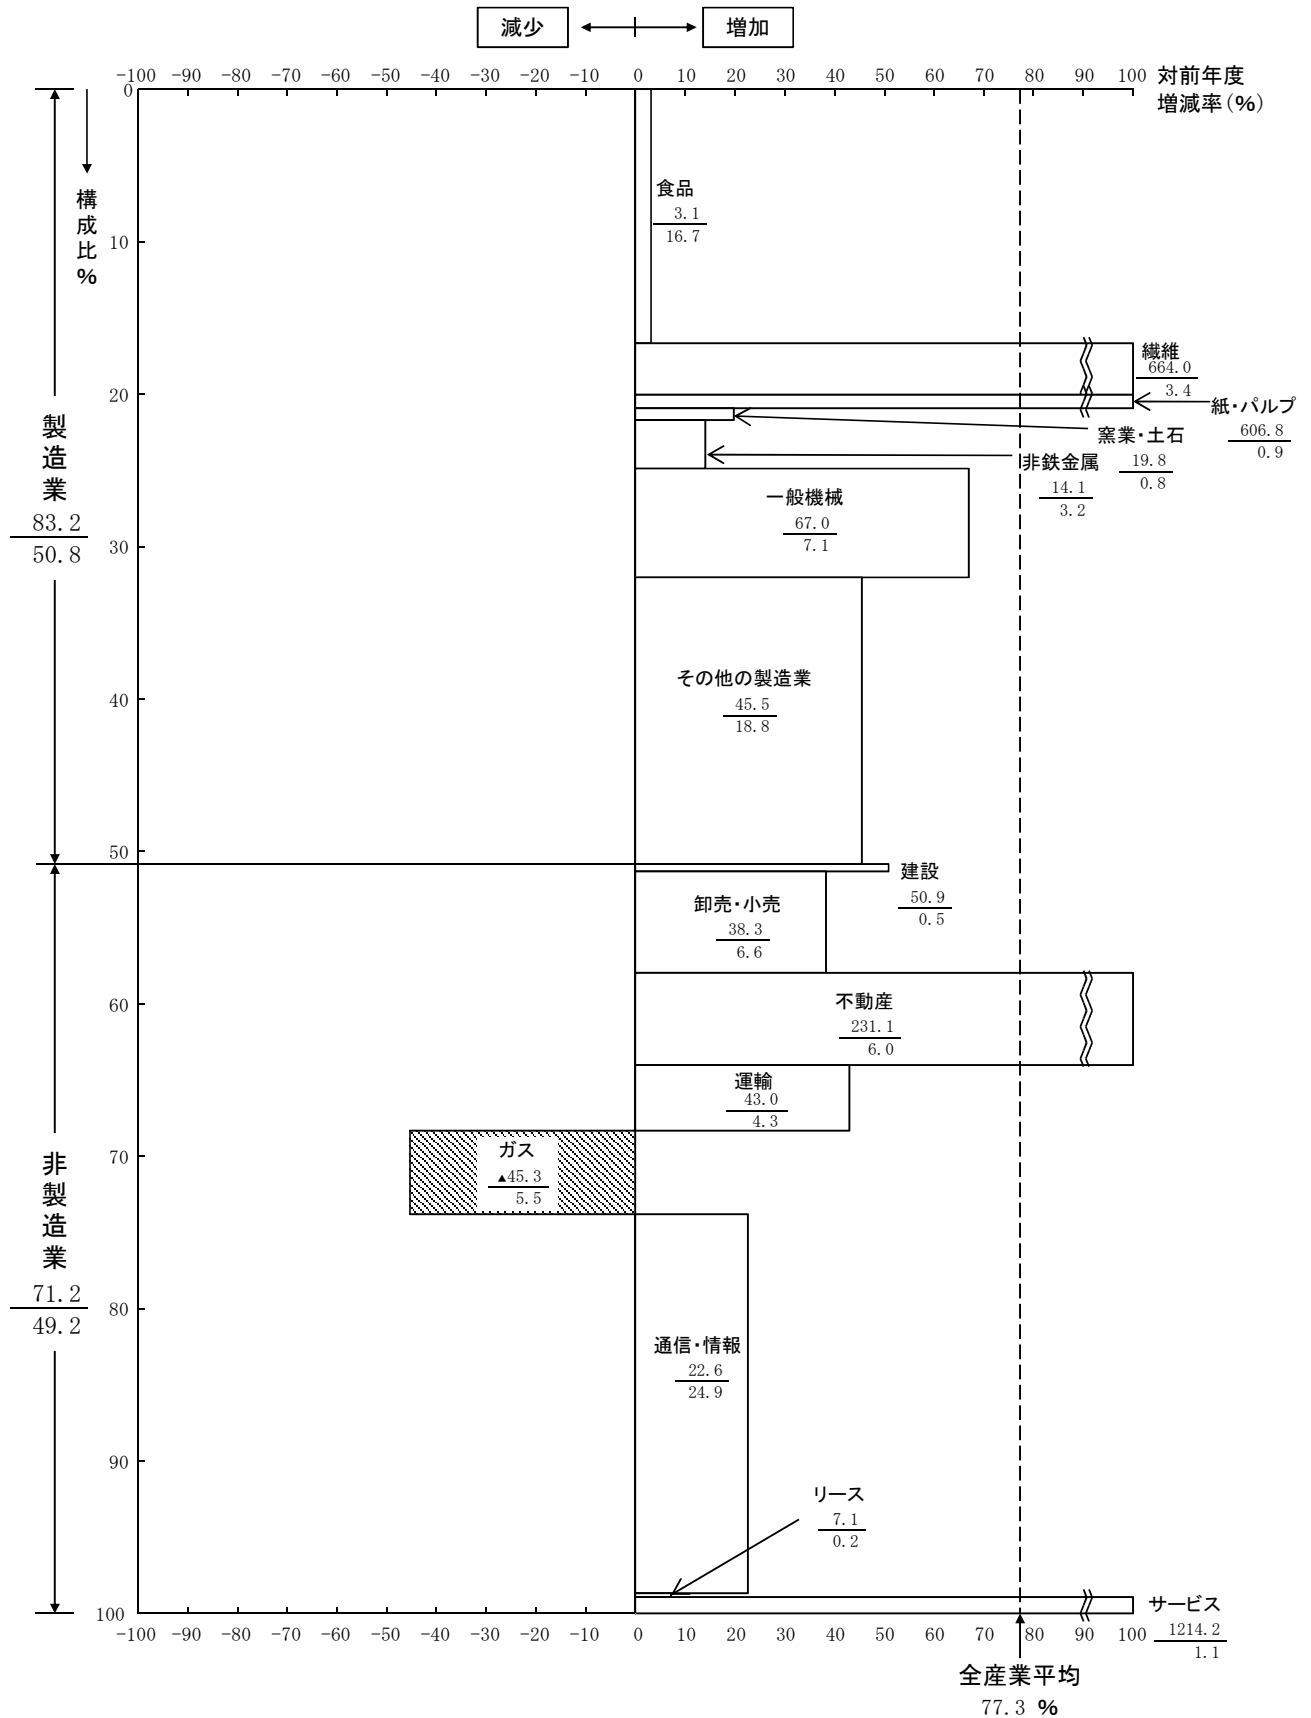 減少 増加
-100 -90 -80 -70 -60 -50 -40 -30 -20 -10 0 10 20 30 40 50 60 70 80 90 100
対前年度
増減率(%)
構成比%
0
10
20
30
40
50
60
70
80
90
100
製造業
83.2
50.8
非製造業
71.2
49.2
食品
3.1
16.7
繊維
664.0
3.4
紙・パルプ
606.8
0.9
窯業・土石
19.8
0.8
非鉄金属
14.1
3.2
一般機械
67.0
7.1
その他の製造業
45.5
18.8
建設
50.9
0.5
卸売・小売
38.3
6.6
不動産
231.1
6.0
運輸
43.0
4.3
ガス
▲45.3
5.5
通信・情報
22.6
24.9
リース
7.1
0.2
サービス
1214.2
1.1
-100 -90 -80 -70 -60 -50 -40 -30 -20 -10 0 10 20 30 40 50 60 70 80 90 100
全産業平均
77.3 %